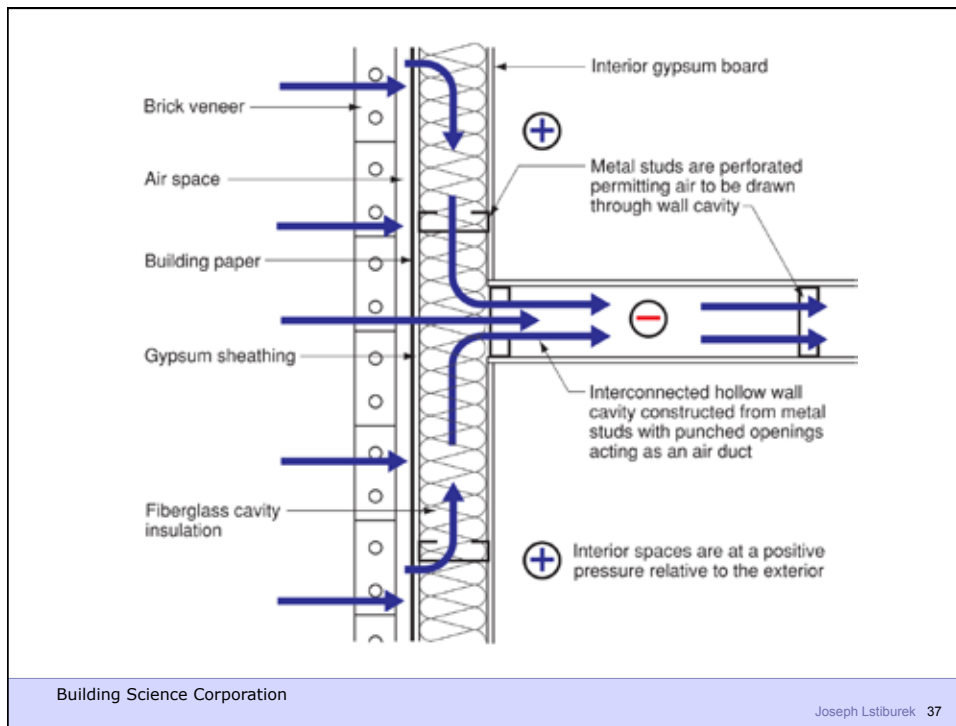 Brick veneer
Air space
Building paper
Gypsum sheathing
Fiberglass cavity
insulation
Interior gypsum board
Metal studs are perforated
permitting air to be drawn
through wall cavity
Interconnected hollow wall
cavity constructed from metal
studs with punched openings
acting as an air duct
Interior spaces are at a positive
pressure relative to the exterior
Building Science Corporation
Joseph Lstiburek 37